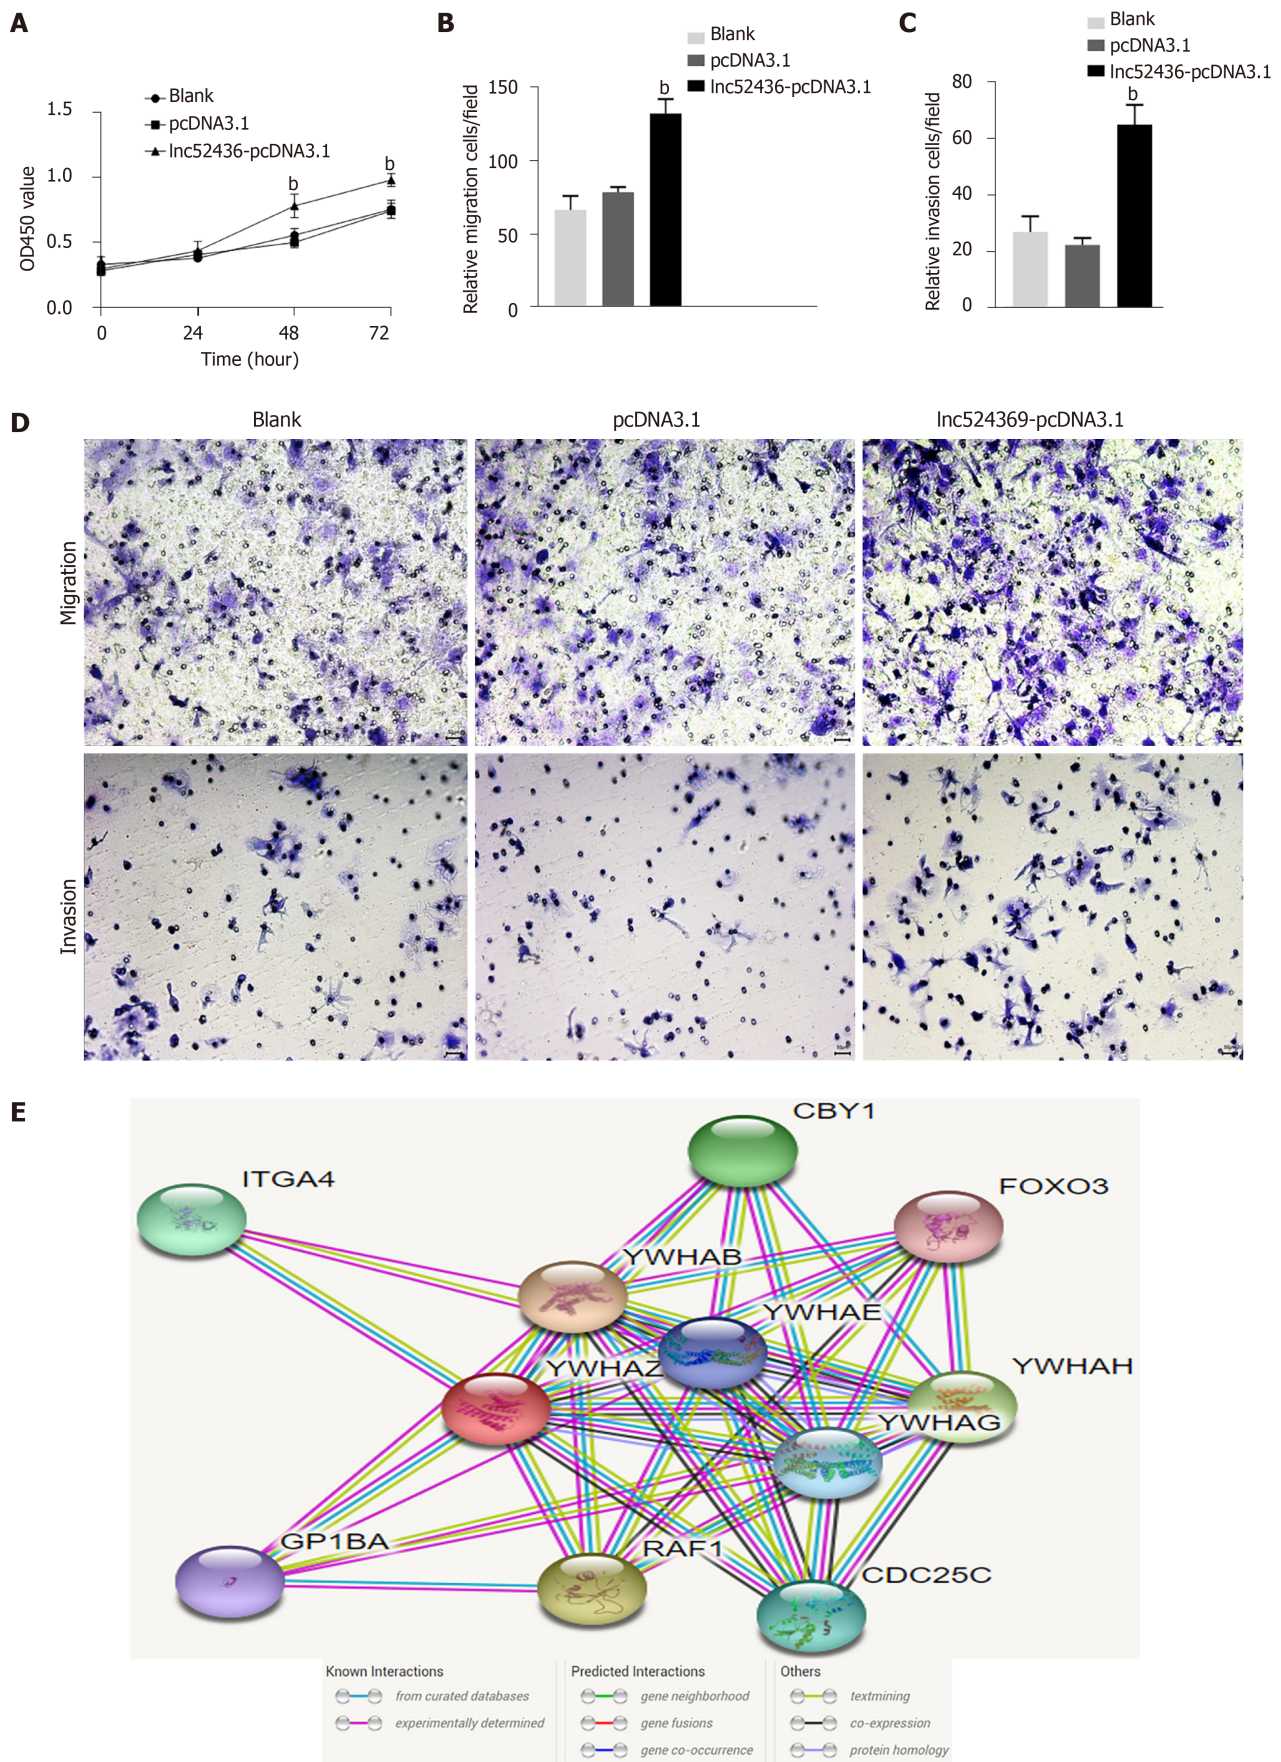 A
Blank
pcDNA3.1
lnc52436-pcDNA3.1
OD450 value
1.5
1.0
0.5
0.0
b
b
0
24
48
72
Time (hour)
B
Blank
pcDNA3.1
lnc52436-pcDNA3.1
Relative migration cells/field
150
100
50
0
b
C
Blank
pcDNA3.1
lnc52436-pcDNA3.1
Relative invasion cells/field
80
60
40
20
0
b
D
Blank
pcDNA3.1
lnc524369-pcDNA3.1
Migration
Invasion
E
CBY1
ITGA4
FOXO3
YWHAB
YWHAE
YWHAZ
YWHAH
YWHAG
GP1BA
RAF1
CDC25C
Known Interactions
from curated databases
experimentally determined
Predicted Interactions
gene neighborhood
gene fusions
gene co-occurrence
Others
textmining
co-expression
protein homology